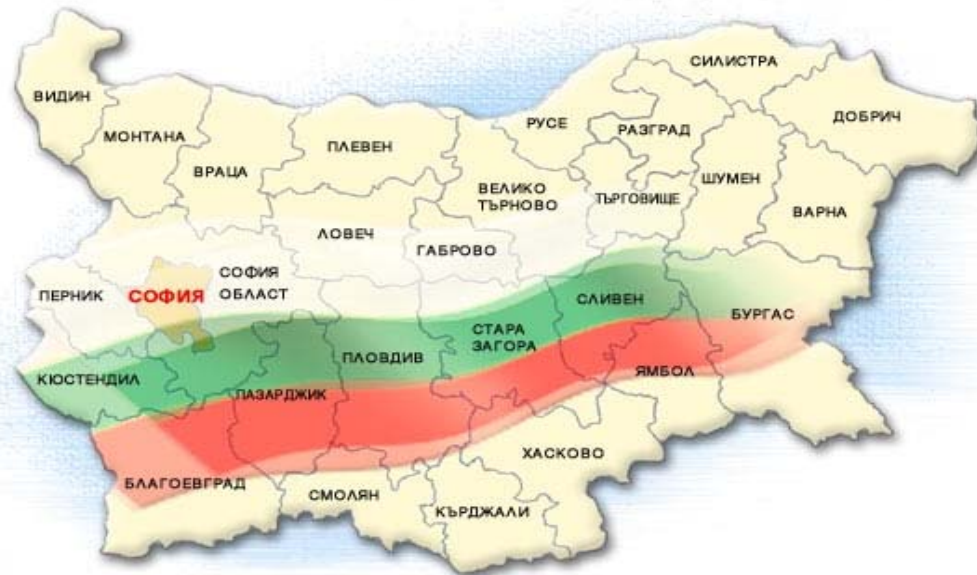 СИЛИСТРА
ВИДИН
ДОБРИЧ
РУСЕ
РАЗГРАД
МОНТАНА
ПЛЕВЕН
ВРАЦА
ШУМЕН
ВЕЛИКО
ТЪРНОВО
ТЪРГОВИЩЕ
ВАРНА
ЛОВЕЧ
ГАБРОВО
СОФИЯ
ОБЛАСТ
ПЕРНИК
СОФИЯ
СЛИВЕН
БУРГАС
СТАРА
ЗАГОРА
ПЛОВДИВ
КЮСТЕНДИЛ
ЯМБОЛ
ПАЗАРДЖИК
ХАСКОВО
БЛАГОЕВГРАД
СМОЛЯН
КЪРДЖАЛИ